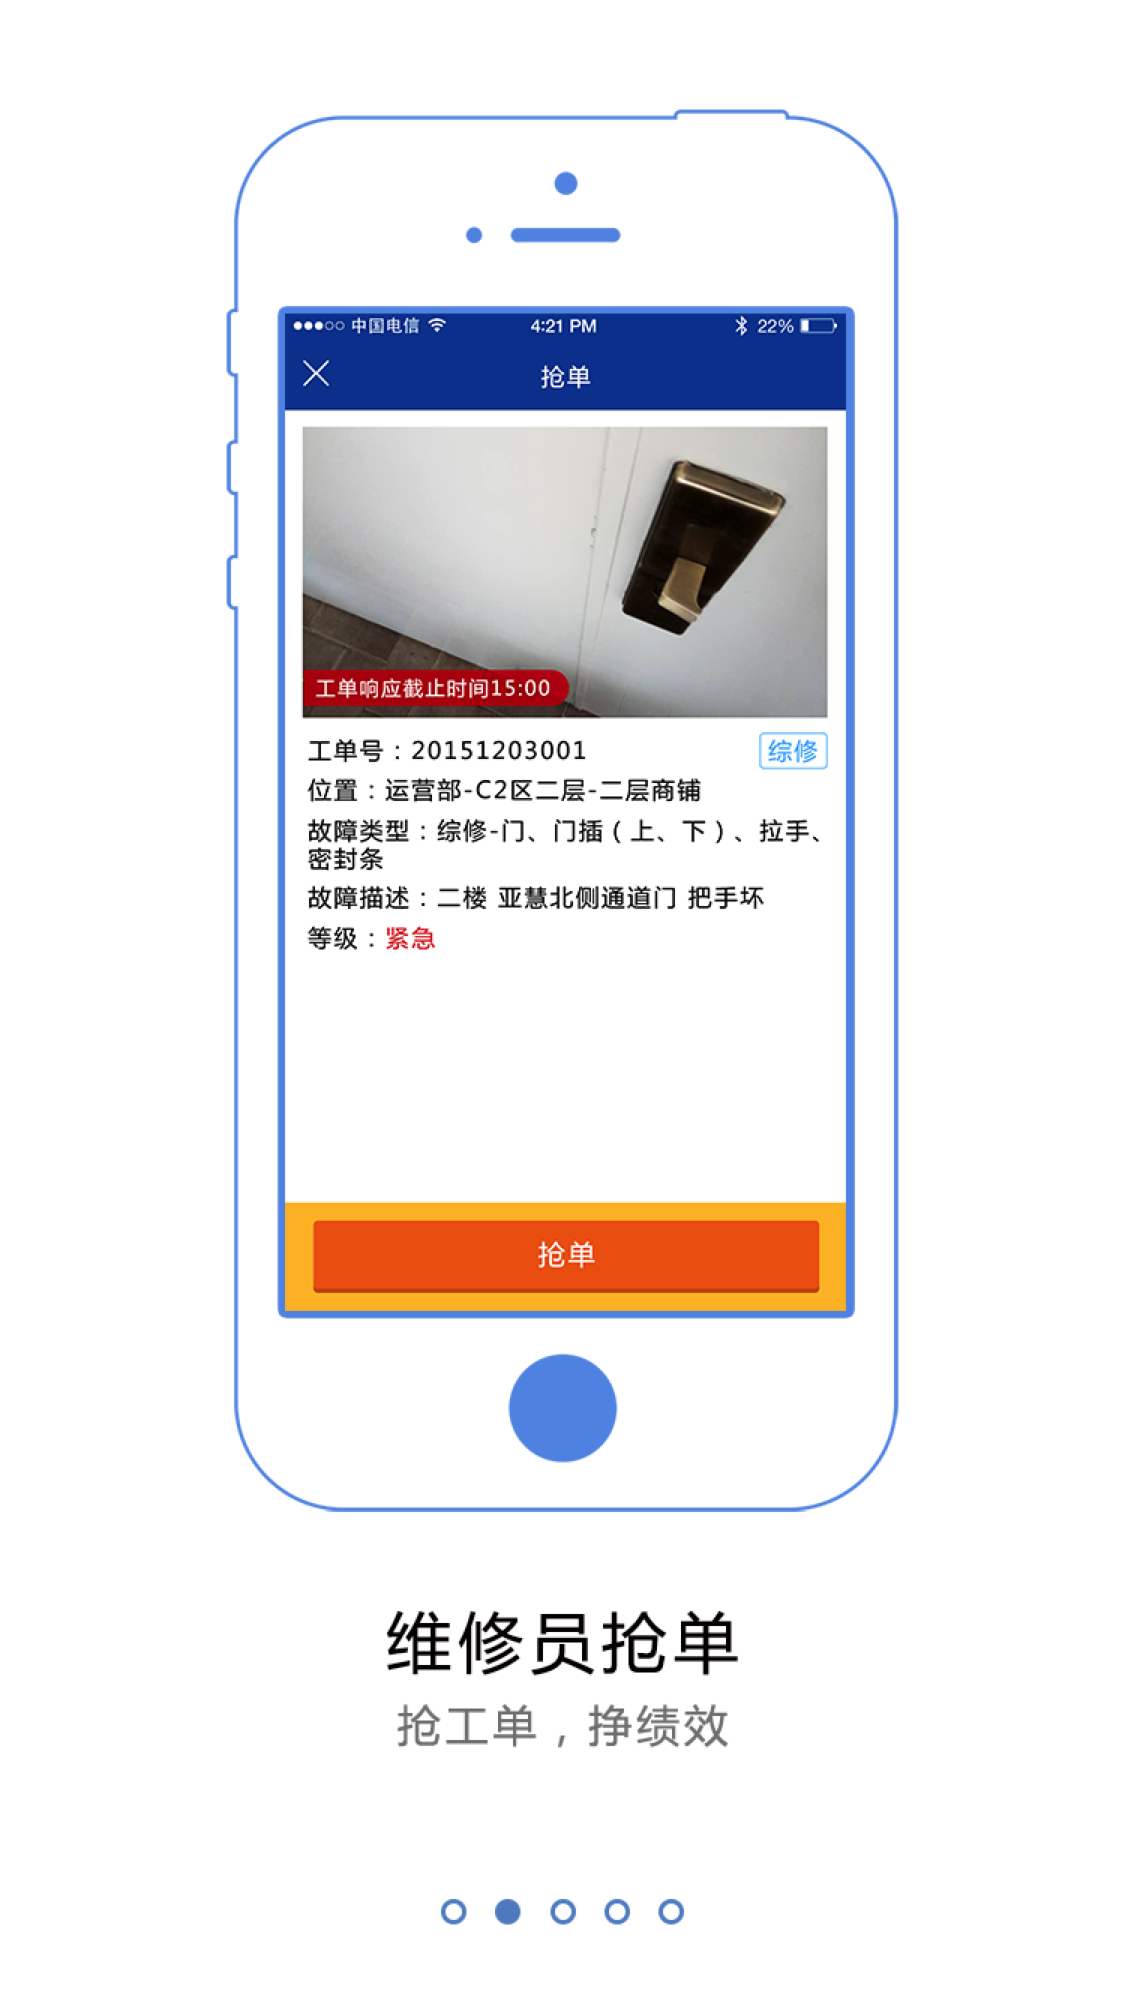 中国电信 4:21 PM 22%
抢单
工单响应截止时间15:00
工单号：20151203001 综修
位置：运营部-C2区二层-二层商铺
故障类型：综修-门、门插（上、下）、拉手、
密封条
故障描述：二楼 亚慧北侧通道门 把手坏
等级：紧急
抢单
维修员抢单
抢工单，挣绩效